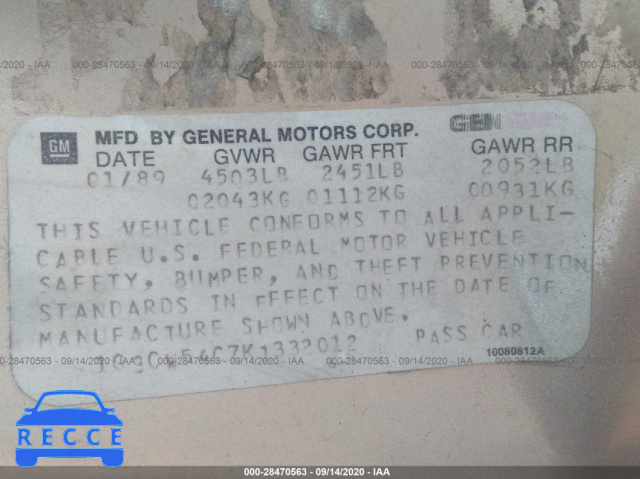 000-28470563 - 09/14/2020 - IAA
GM
MFD BY GENERAL MOTORS CORP.
DATE GVWR GAWR FRT GAWR RR
01/89 4503LB 2451LB 2052LB
02043KG 01112KG 00931KG
THIS VEHICLE CONFORMS TO ALL APPLI-
CABLE U.S. FEDERAL MOTOR VEHICLE
SAFETY, BUMPER, AND THEFT PREVENTION
STANDARDS IN EFFECT ON THE DATE OF
MANUFACTURE SHOWN ABOVE.
PASS CAR
10080812A
RECCE
000-28470563 - 09/14/2020 - IAA